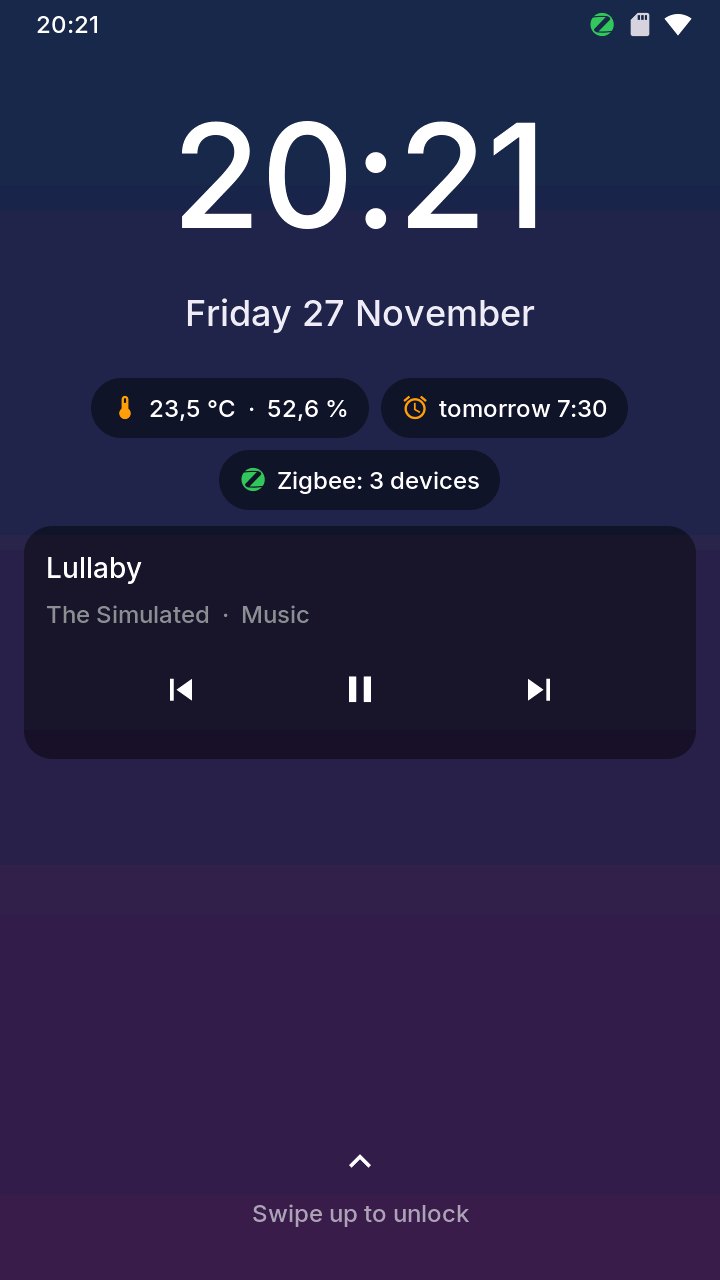 20:21
20:21
Friday 27 November
23,5 °C · 52,6 %
tomorrow 7:30
Zigbee: 3 devices
Lullaby
The Simulated · Music
Swipe up to unlock